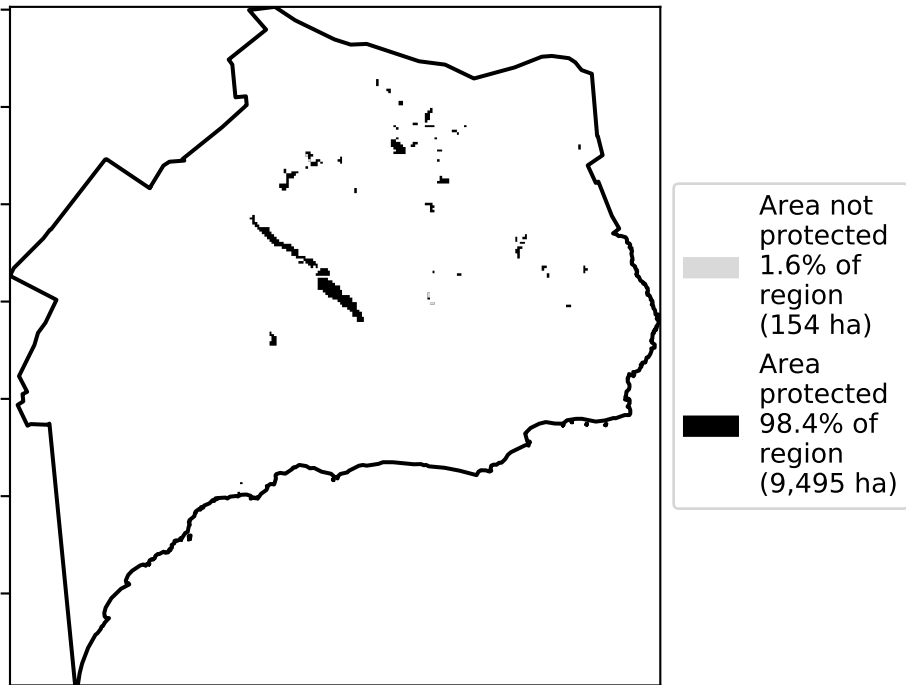 Area not
protected
1.6% of
region
(154 ha)
Area
protected
98.4% of
region
(9,495 ha)